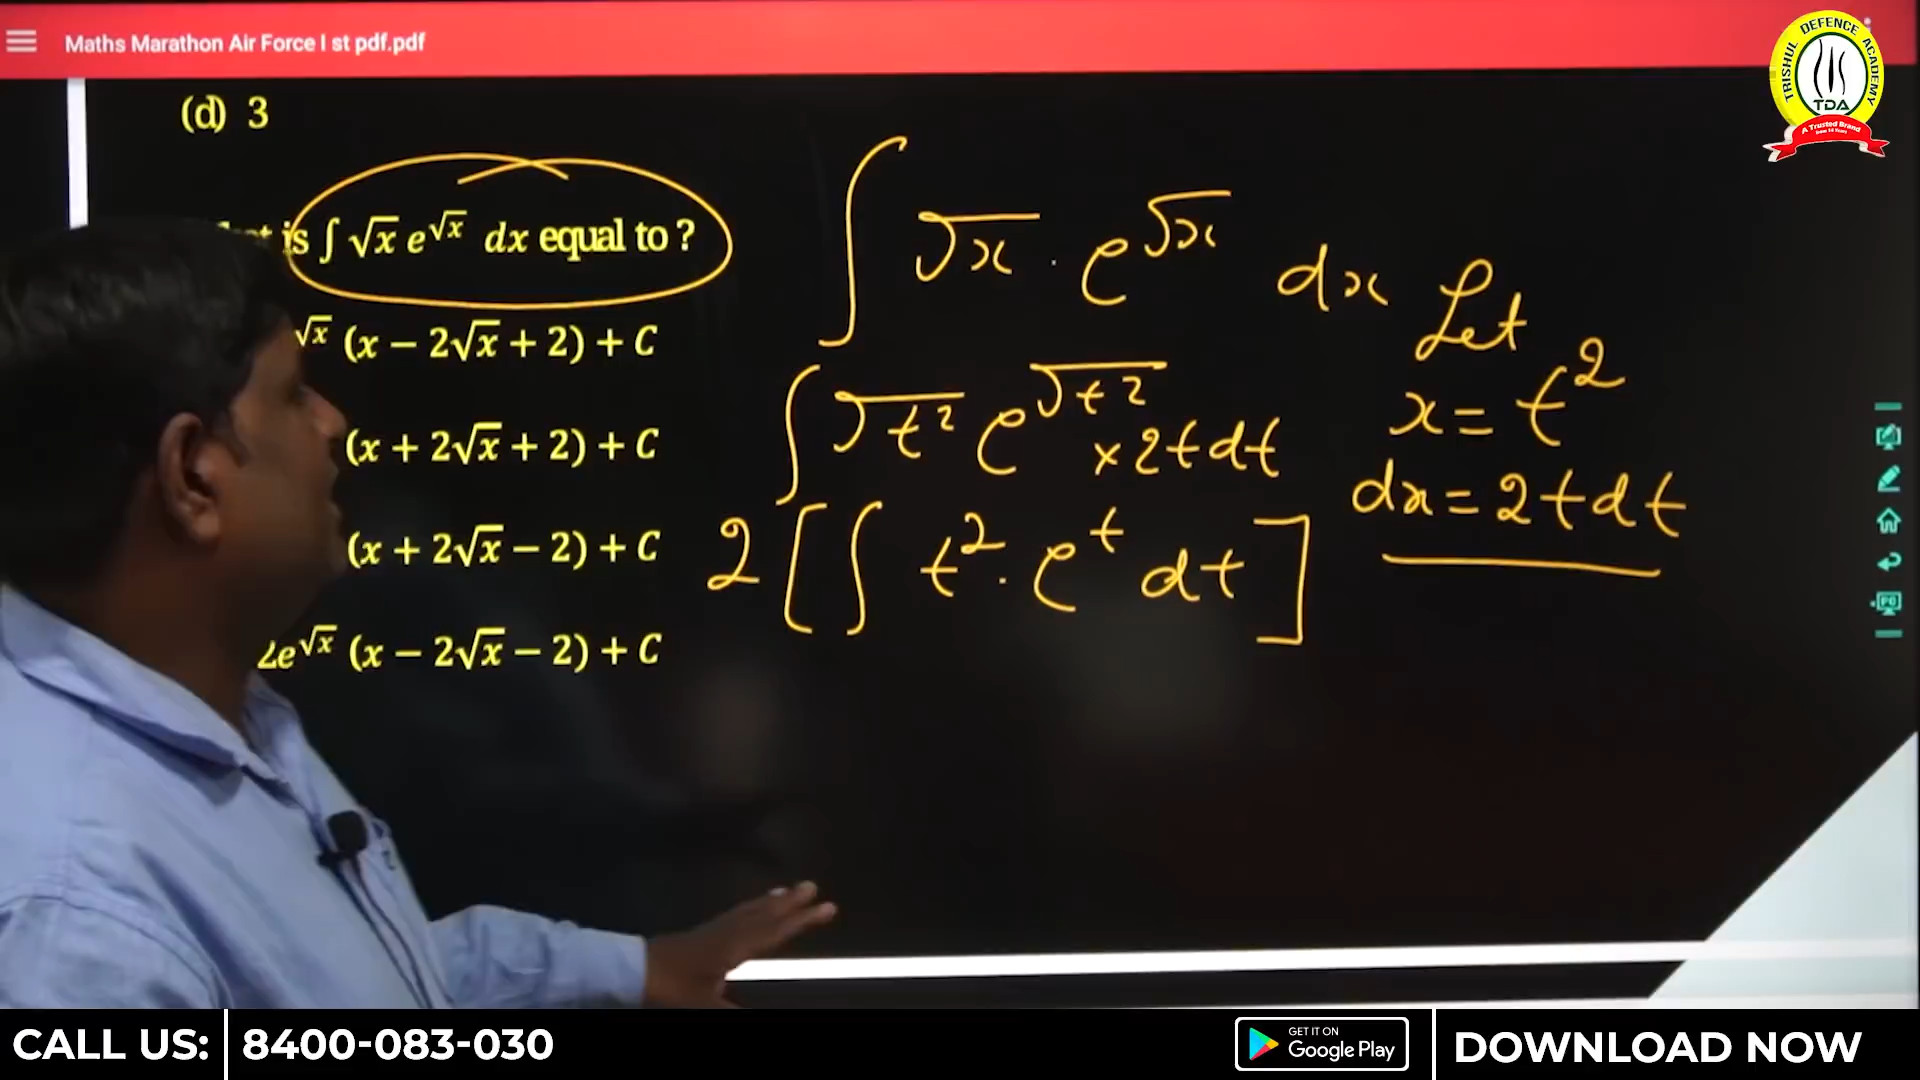 Maths Marathon Air Force I st pdf.pdf
TRISHUL DEFENCE ACADEMY
TDA
A Trusted Brand
(d) 3
is ∫ √x e^√x dx equal to ?
√x (x − 2√x + 2) + C
(x + 2√x + 2) + C
(x + 2√x − 2) + C
2e^√x (x − 2√x − 2) + C
∫ √x · e^√x dx
Let
x = t²
dx = 2t dt
∫ √t² e^√t² × 2t dt
2 [ ∫ t² · e^t dt ]
CALL US: 8400-083-030
GET IT ON
Google Play
DOWNLOAD NOW